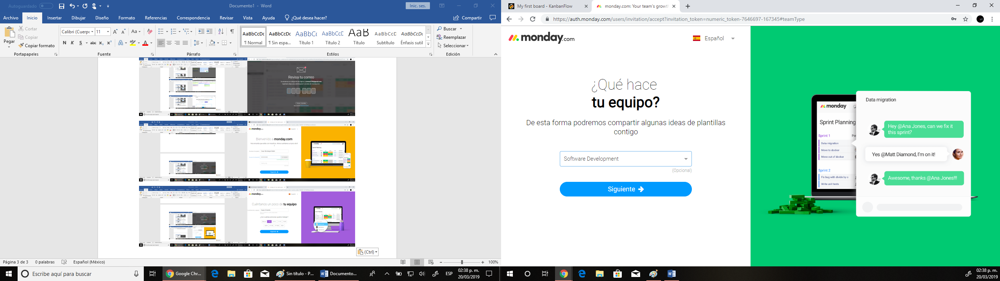 Autoguardado
Documento1 - Word
Inic. ses.
Archivo Inicio Insertar Dibujar Diseño Formato Referencias Correspondencia Revisar Vista Ayuda ¿Qué desea hacer? Compartir
Pegar
Cortar
Copiar
Copiar formato
Portapapeles
Calibri (Cuerpo 11
Fuente
Párrafo
AaBbCcDc AaBbCcDc AaBbCc AaBbCcD AaB AaBbCcD AaBbCcDc
¶ Normal ¶ Sin espa... Título 1 Título 2 Título Subtítulo Énfasis sutil
Estilos
Buscar
Reemplazar
Seleccionar
Edición
Revisa tu correo
Bienvenido a monday.com
Siguiente
Cuéntanos un poco de tu equipo
Siguiente
(Ctrl)
Página 3 de 3 0 palabras Español (México) 100%
Escribe aquí para buscar
Google Chr...
Sin título - P...
Documento...
ESP
02:38 p. m.
20/03/2019
My first board - KanbanFlow
monday.com: Your team's growt
https://auth.monday.com/users/invitation/accept?invitation_token=numeric_token-7646697-167345#teamType
monday.com
Español
¿Qué hace
tu equipo?
De esta forma podremos compartir algunas ideas de plantillas
contigo
Software Development
(Opcional)
Siguiente
monday
Sprint Planning
Sprint 1 Per
Data migration
Move to docker
Move out of docker
Sprint 2
Fix bug with divide by o
Write unit tests
Data migration
Hey @Ana Jones, can we fix it
this sprint?
Yes @Matt Diamond, I'm on it!
Awesome, thanks @Ana Jones!!!
02:38 p. m.
20/03/2019